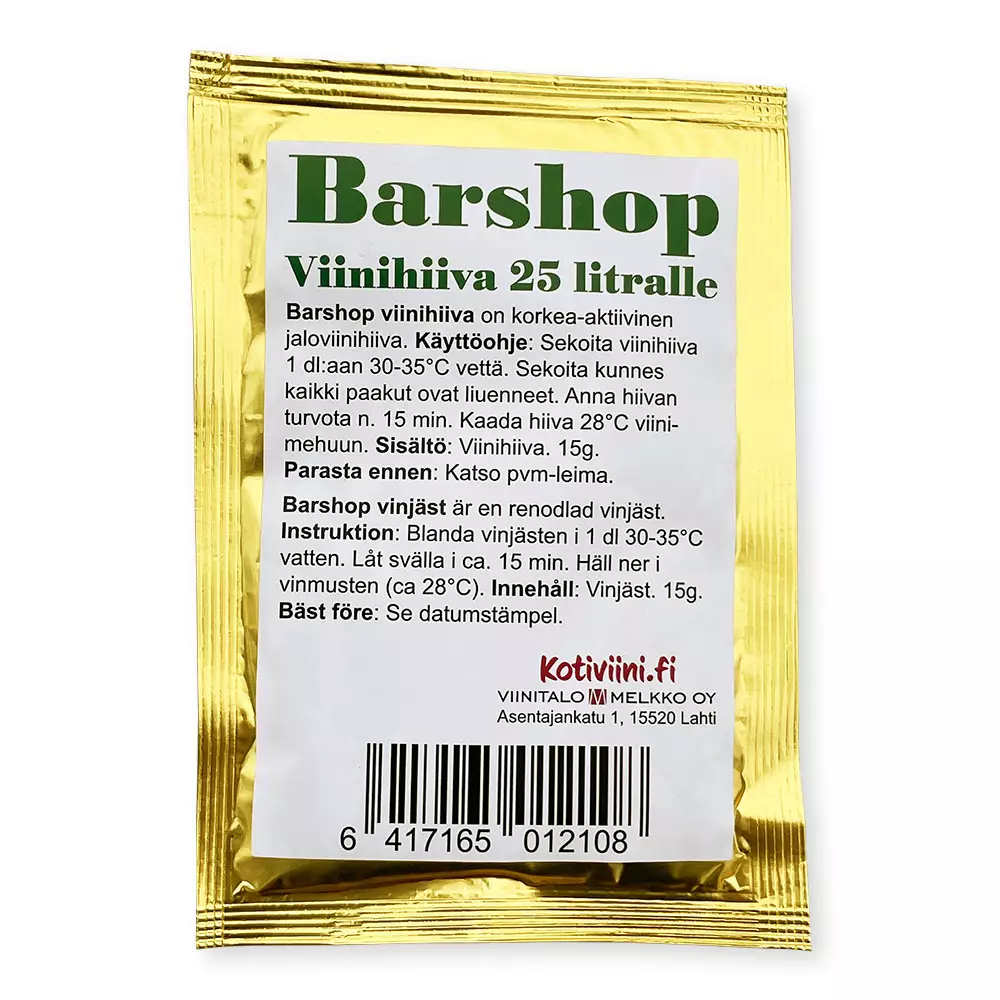 Barshop
Viinihiiva 25 litralle
Barshop viinihiiva on korkea-aktiivinen
jaloviinihiiva. Käyttöohje: Sekoita viinihiiva
1 dl:aan 30-35°C vettä. Sekoita kunnes
kaikki paakut ovat liuenneet. Anna hiivan
turvota n. 15 min. Kaada hiiva 28°C viini-
mehuun. Sisältö: Viinihiiva. 15g.
Parasta ennen: Katso pvm-leima.
Barshop vinjäst är en renodlad vinjäst.
Instruktion: Blanda vinjästen i 1 dl 30-35°C
vatten. Låt svälla i ca. 15 min. Häll ner i
vinmusten (ca 28°C). Innehåll: Vinjäst. 15g.
Bäst före: Se datumstämpel.
Kotiviini.fi
VIINITALO M MELKKO OY
Asentajankatu 1, 15520 Lahti
6 417165 012108